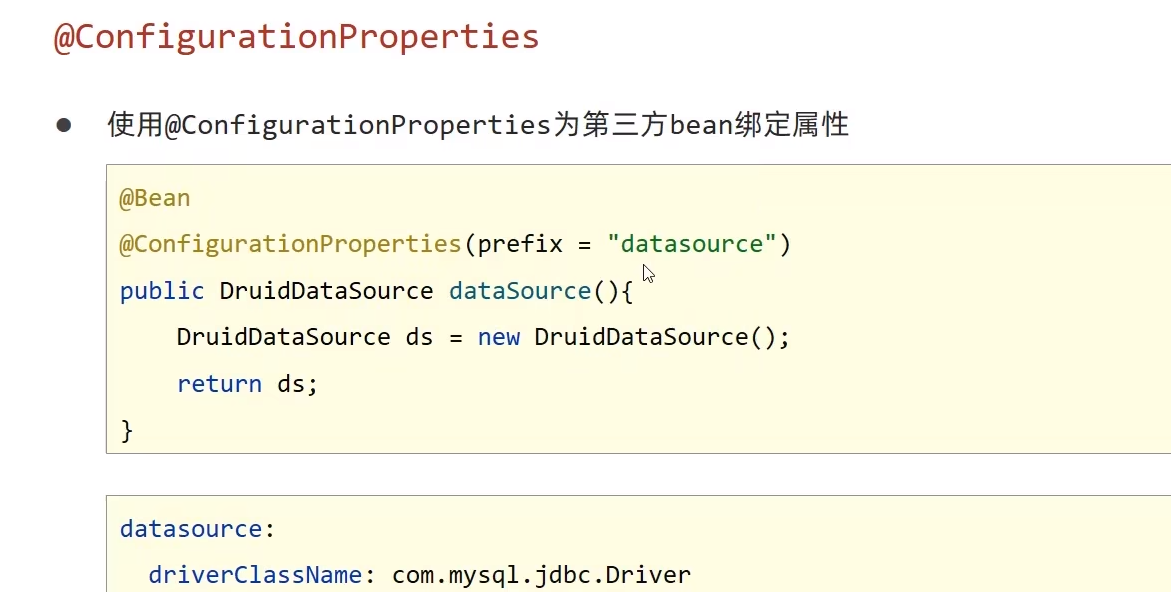 @ConfigurationProperties
● 使用@ConfigurationProperties为第三方bean绑定属性
@Bean
@ConfigurationProperties(prefix = "datasource")
public DruidDataSource dataSource(){
    DruidDataSource ds = new DruidDataSource();
    return ds;
}
datasource:
  driverClassName: com.mysql.jdbc.Driver